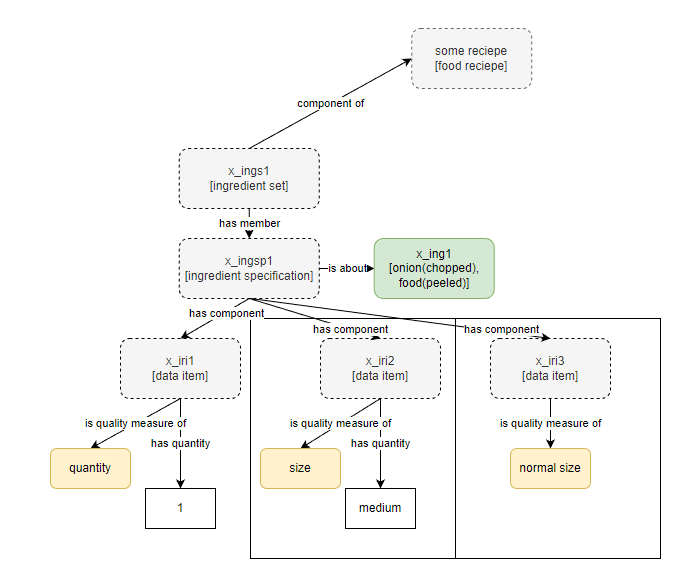 some reciepe
[food reciepe]
component of
x_ings1
[ingredient set]
has member
x_ingsp1
[ingredient specification]
is about
x_ing1
[onion(chopped),
food(peeled)]
has component
has component
has component
x_iri1
[data item]
x_iri2
[data item]
x_iri3
[data item]
is quality measure of
has quantity
is quality measure of
has quantity
is quality measure of
quantity
size
normal size
1
medium